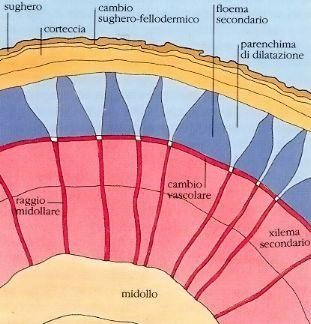 sughero
cambio
sughero-fellodermico
floema
secondario
corteccia
parenchima
di dilatazione
cambio
vascolare
raggio
midollare
xilema
secondario
midollo